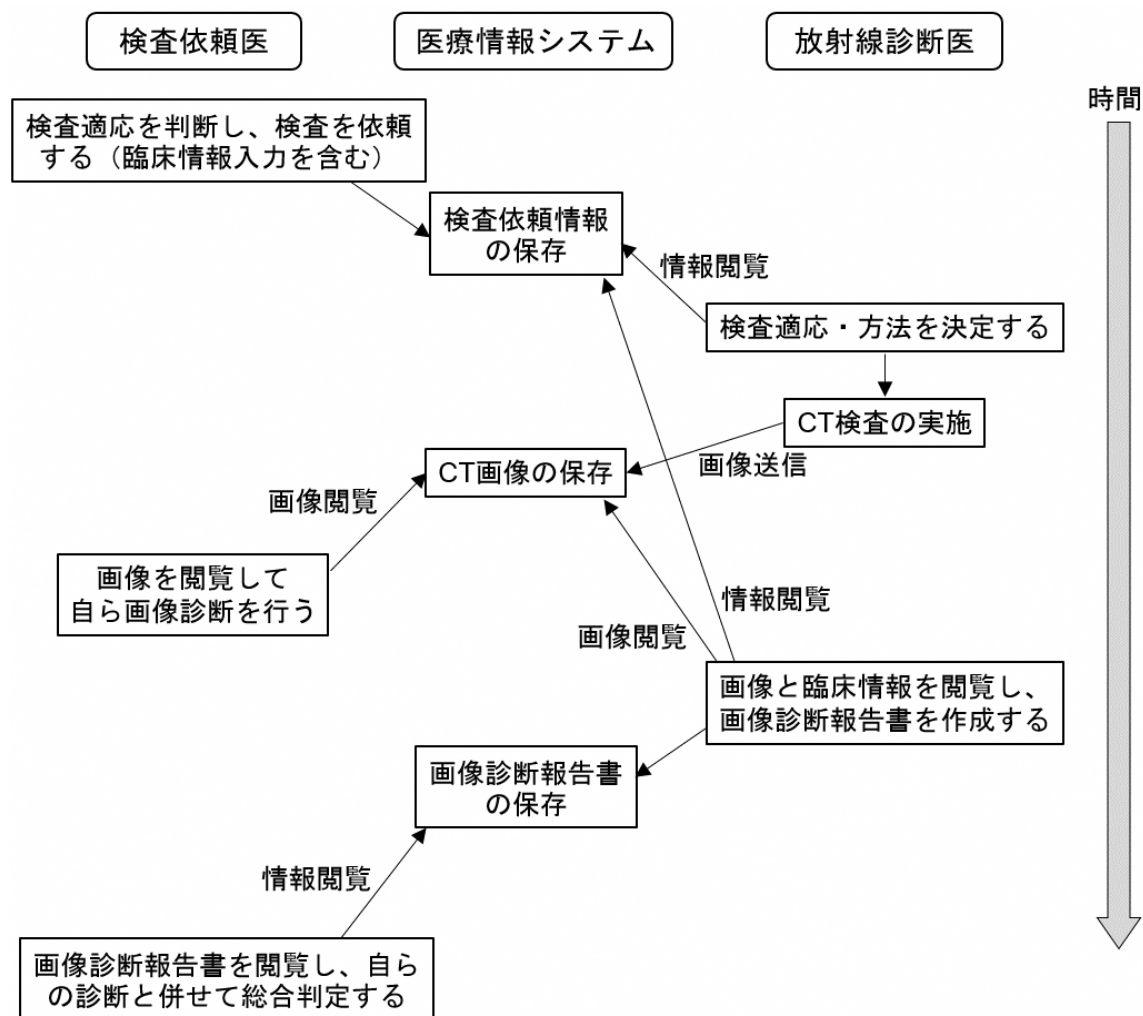 検査依頼医
医療情報システム
放射線診断医
時間
検査適応を判断し、検査を依頼
する（臨床情報入力を含む）
検査依頼情報
の保存
情報閲覧
検査適応・方法を決定する
CT検査の実施
画像送信
CT画像の保存
画像閲覧
画像を閲覧して
自ら画像診断を行う
情報閲覧
画像閲覧
画像と臨床情報を閲覧し、
画像診断報告書を作成する
画像診断報告書
の保存
情報閲覧
画像診断報告書を閲覧し、自ら
の診断と併せて総合判定する